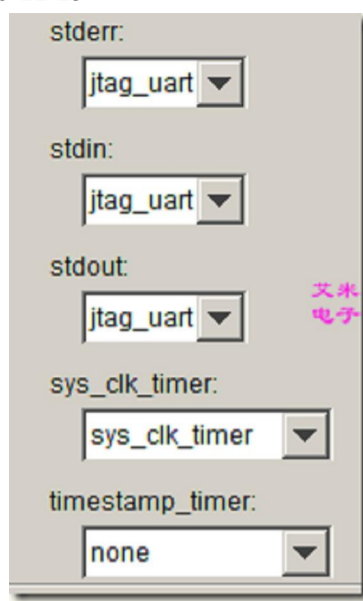 stderr:
jtag_uart
stdin:
jtag_uart
stdout:
jtag_uart
艾米
电子
sys_clk_timer:
sys_clk_timer
timestamp_timer:
none